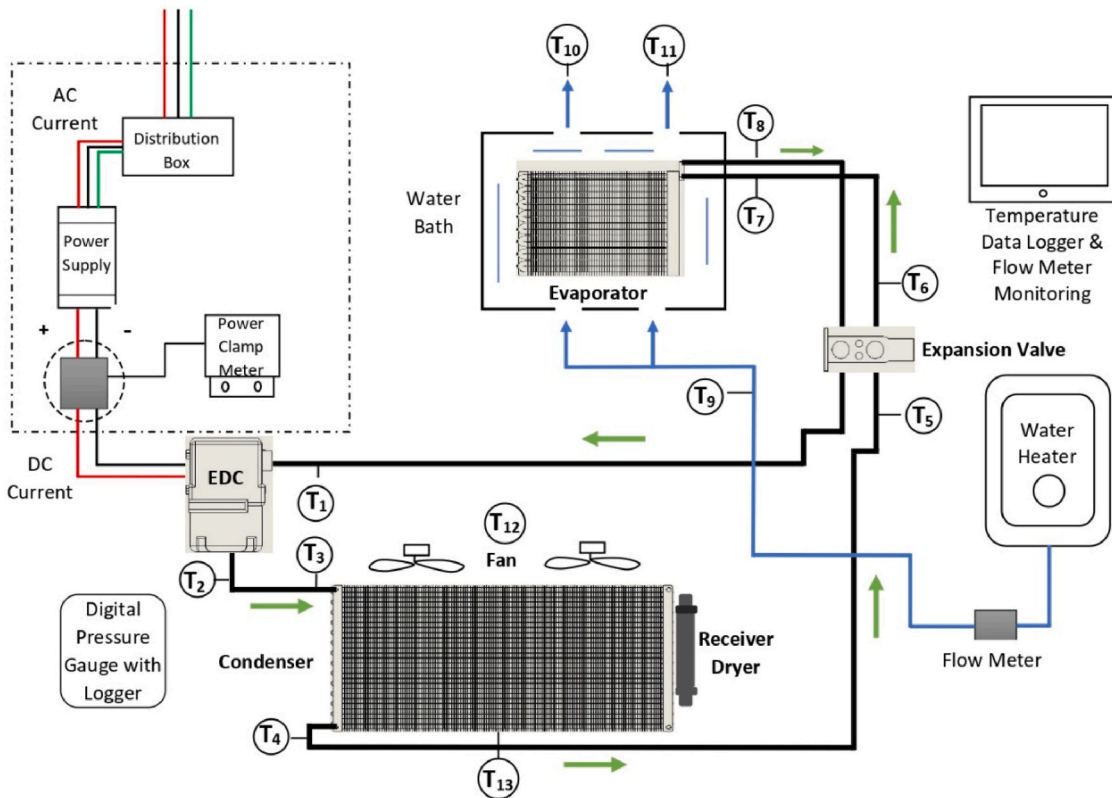 AC
Current
Distribution
Box
Power
Supply
+
-
Power
Clamp
Meter
DC
Current
EDC
T1
T2
T3
T12
Fan
Digital
Pressure
Gauge with
Logger
Condenser
Receiver
Dryer
T4
T13
T10
T11
Water
Bath
Evaporator
T8
T7
T9
T6
Expansion Valve
T5
Temperature
Data Logger &
Flow Meter
Monitoring
Water
Heater
Flow Meter